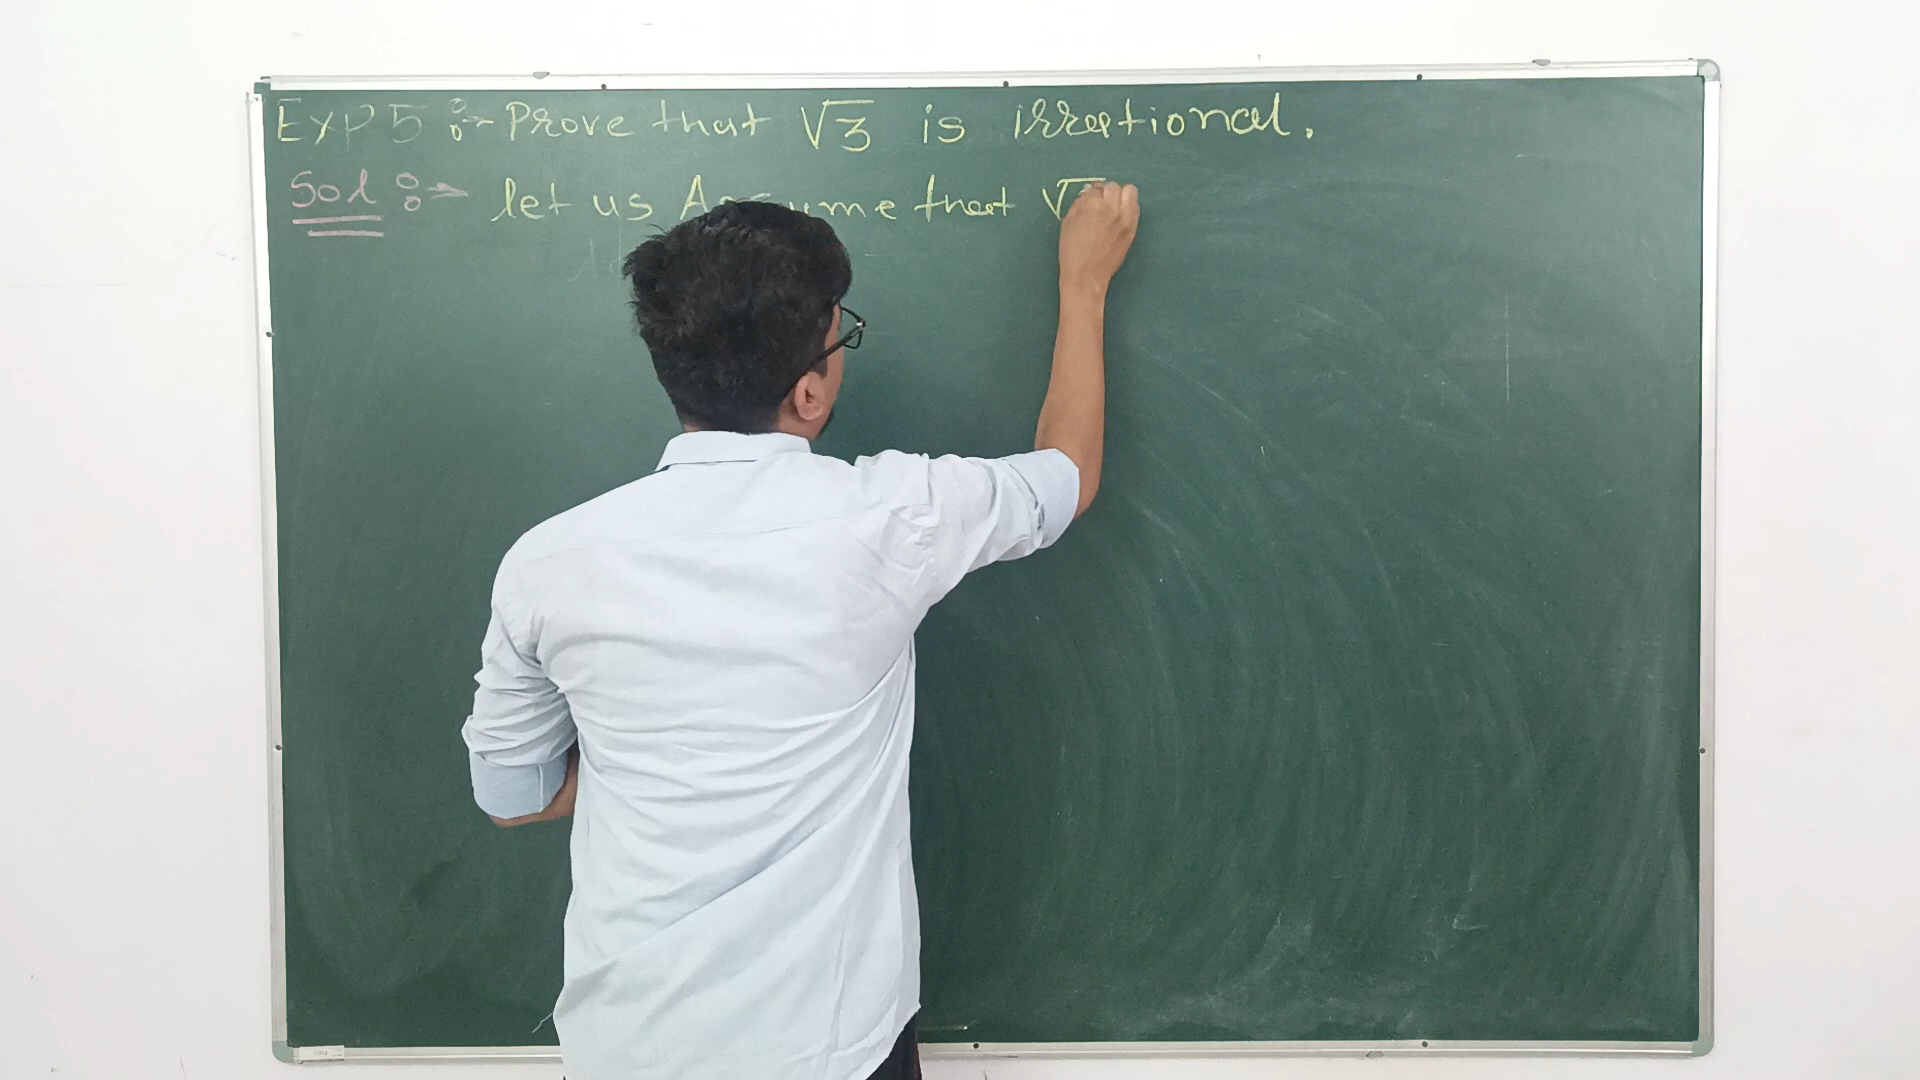 Exp 5 :- Prove that √3 is irrational.
Sol :→ let us Assume that √